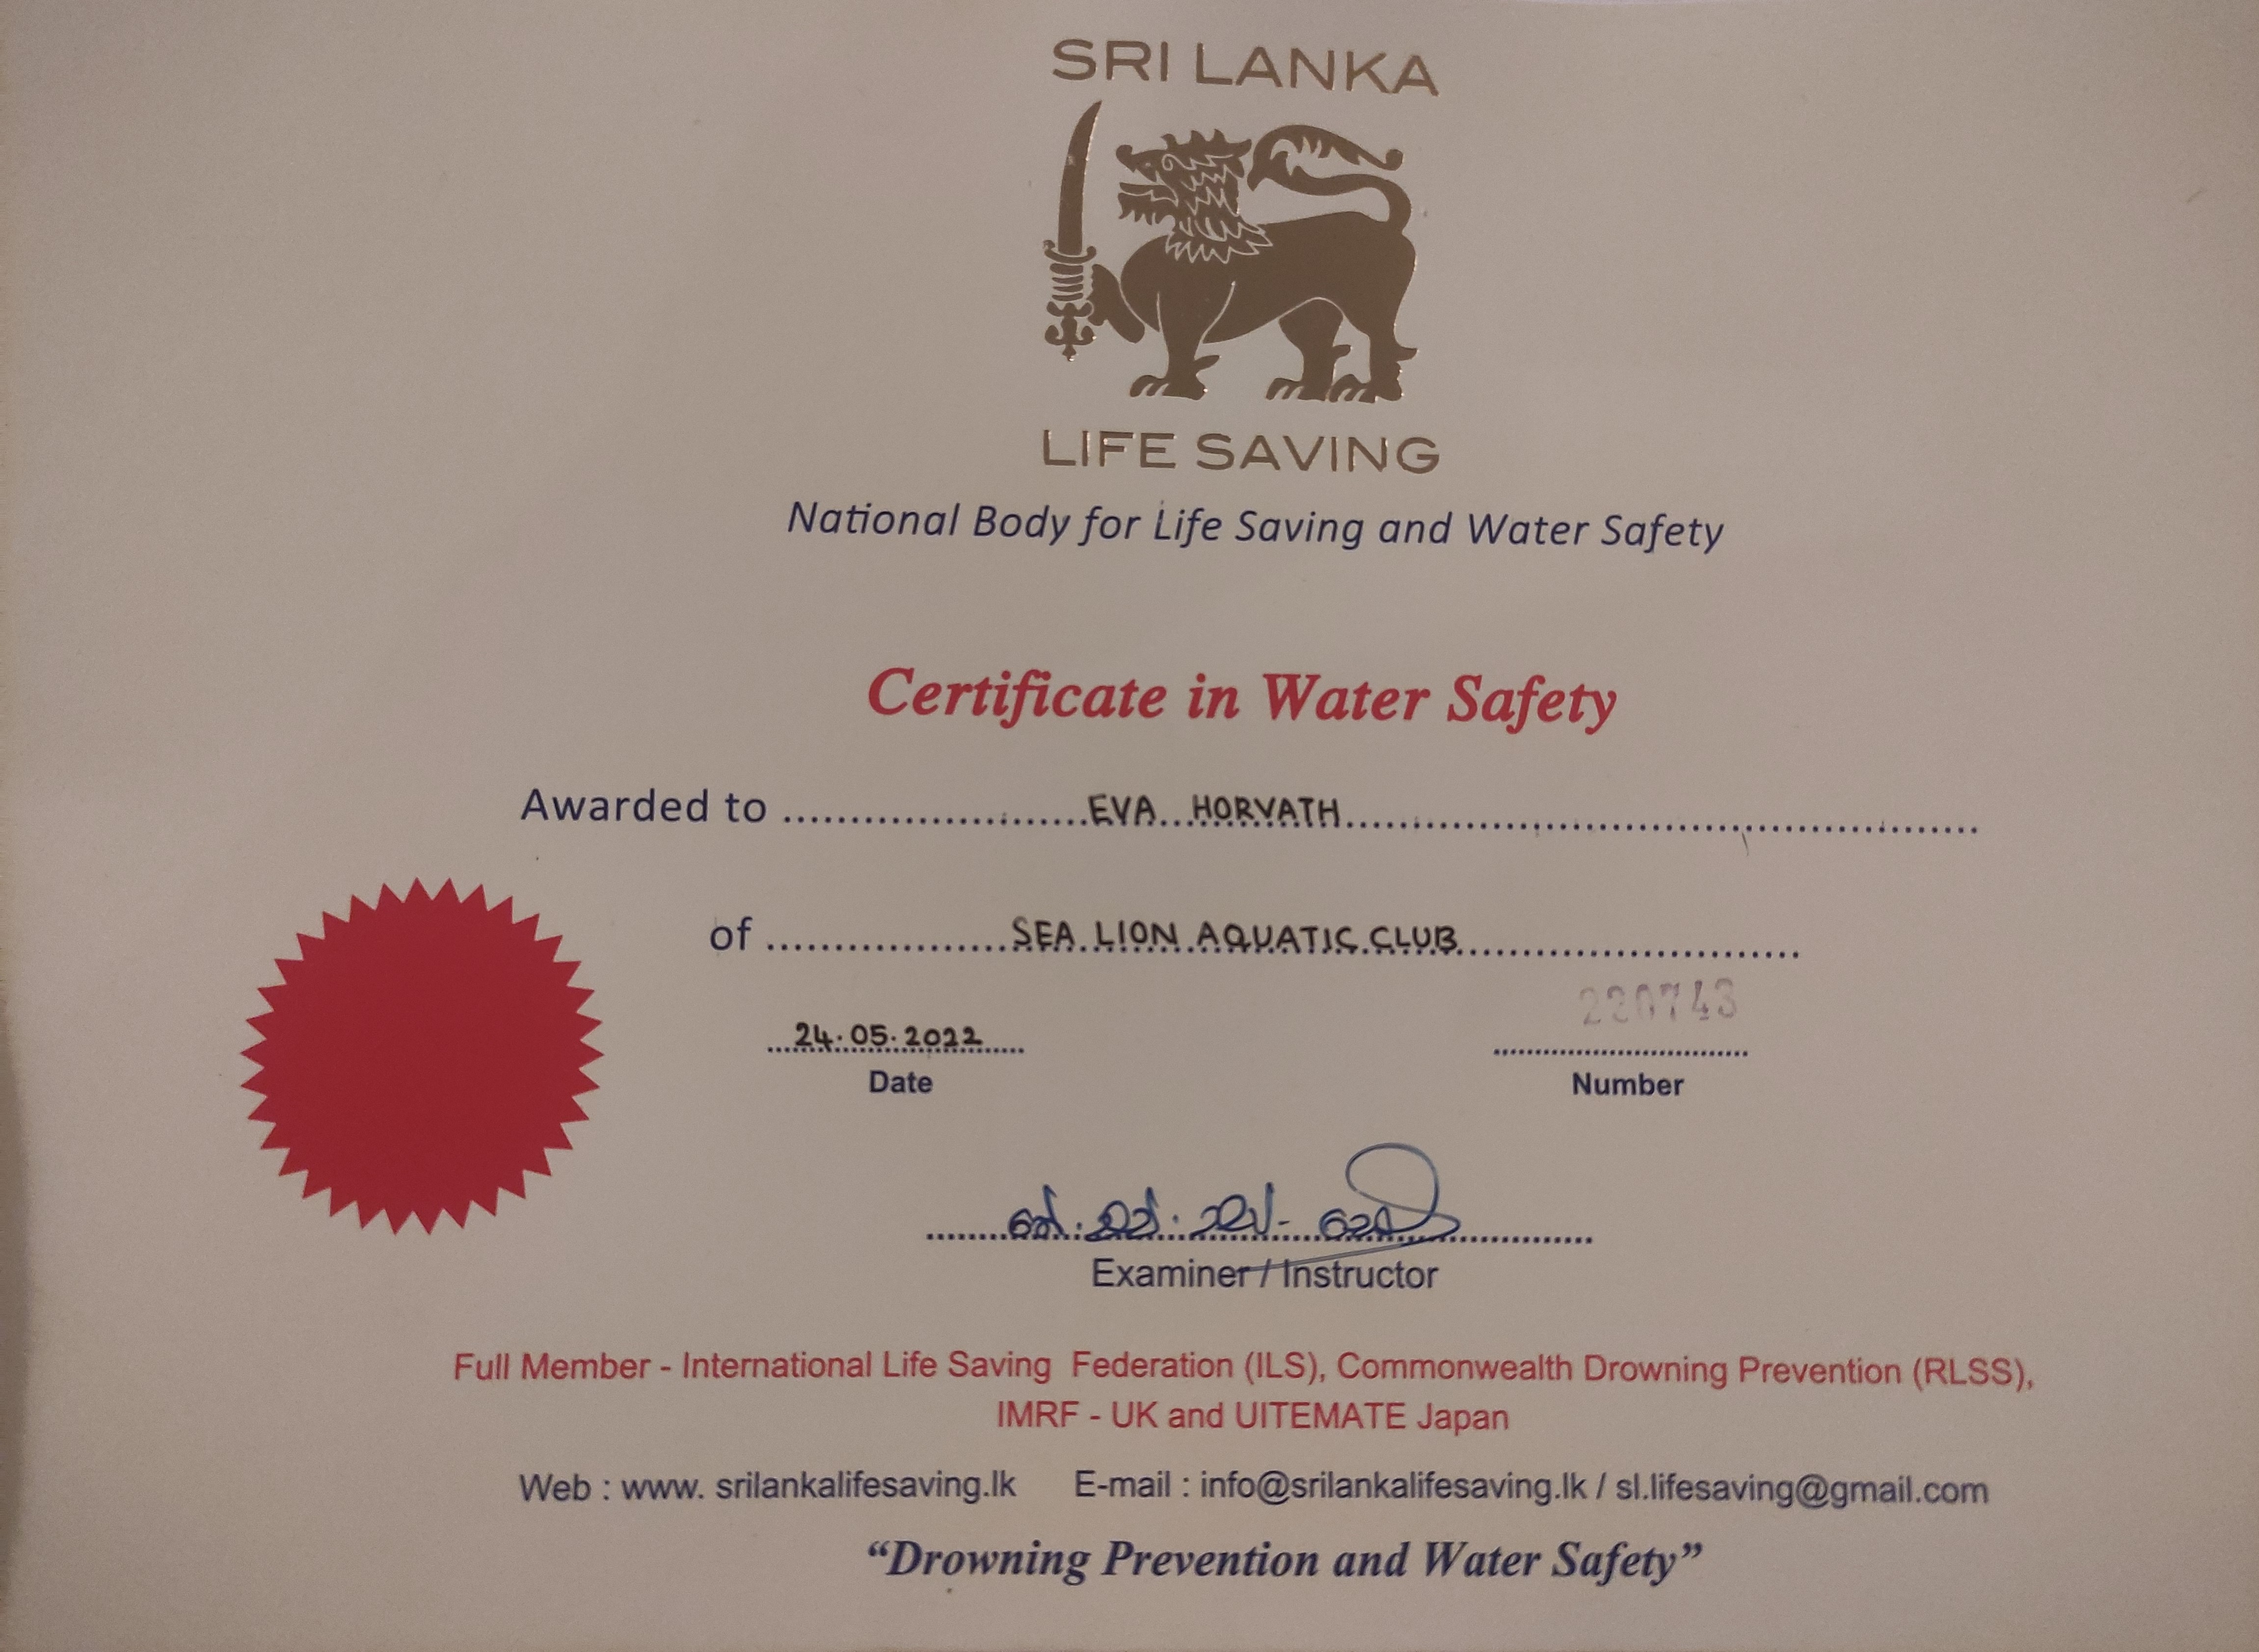 SRI LANKA
LIFE SAVING
National Body for Life Saving and Water Safety
Certificate in Water Safety
Awarded to ........................EVA HORVATH........................
of ........................SEA LION AQUATIC CLUB........................
24.05.2022 220743
Date Number
Examiner / Instructor
Full Member - International Life Saving Federation (ILS), Commonwealth Drowning Prevention (RLSS),
IMRF - UK and UITEMATE Japan
Web : www. srilankalifesaving.lk E-mail : info@srilankalifesaving.lk / sl.lifesaving@gmail.com
“Drowning Prevention and Water Safety”